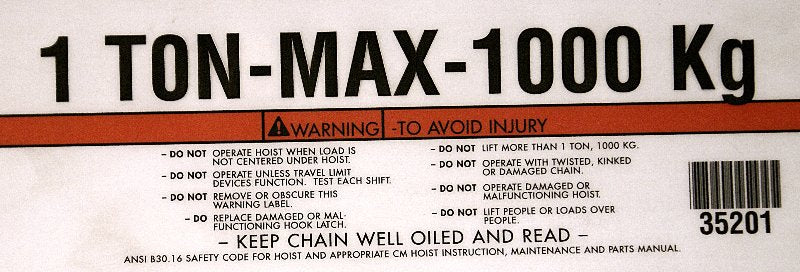 1 TON-MAX-1000 Kg
WARNING -TO AVOID INJURY
- DO NOT OPERATE HOIST WHEN LOAD IS
NOT CENTERED UNDER HOIST.
- DO NOT OPERATE UNLESS TRAVEL LIMIT
DEVICES FUNCTION. TEST EACH SHIFT.
- DO NOT REMOVE OR OBSCURE THIS
WARNING LABEL.
- DO REPLACE DAMAGED OR MAL-
FUNCTIONING HOOK LATCH.
- DO NOT LIFT MORE THAN 1 TON, 1000 KG.
- DO NOT OPERATE WITH TWISTED, KINKED
OR DAMAGED CHAIN.
- DO NOT OPERATE DAMAGED OR
MALFUNCTIONING HOIST.
- DO NOT LIFT PEOPLE OR LOADS OVER
PEOPLE.
35201
- KEEP CHAIN WELL OILED AND READ -
ANSI B30.16 SAFETY CODE FOR HOIST AND APPROPRIATE CM HOIST INSTRUCTION, MAINTENANCE AND PARTS MANUAL.